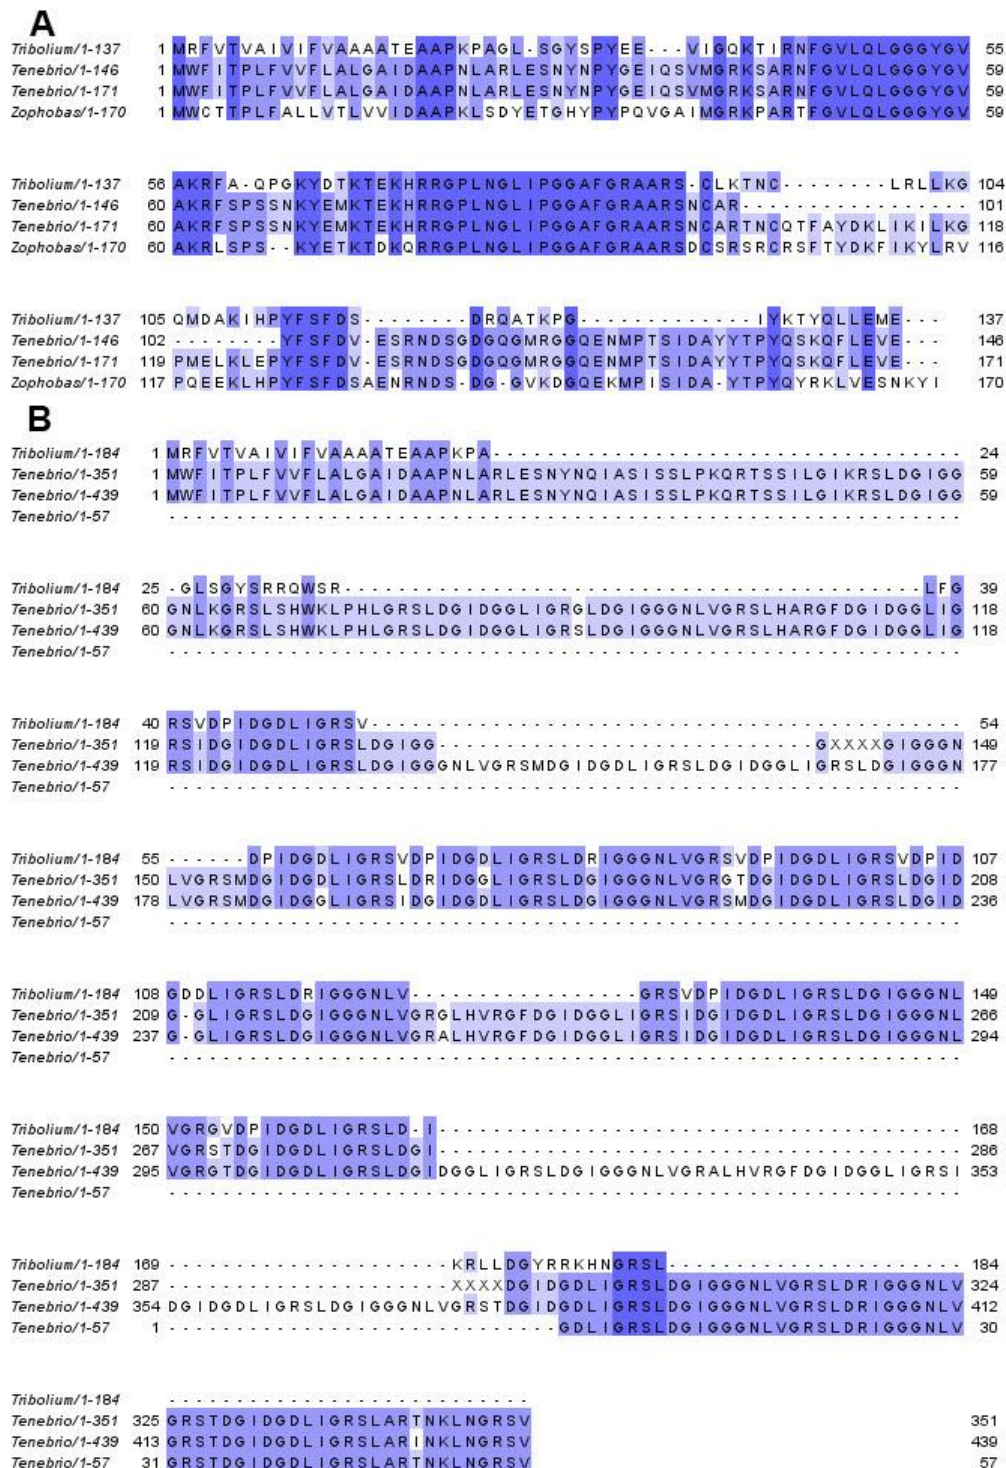 A
Tribolium/1-137 1 MRFVTVAIVIFVAAAATEAAPKPAGL-SGYSPYEE---VIGQKTIRNFGVLQLGGGYGV 55
Tenebrio/1-146 1 MWFITPLFVVFLALGAIDAAPNLARLESNYNPYGEIQSVMGRKSARNFGVLQLGGGYGV 59
Tenebrio/1-171 1 MWFITPLFVVFLALGAIDAAPNLARLESNYNPYGEIQSVMGRKSARNFGVLQLGGGYGV 59
Zophobas/1-170 1 MWCTTPLFALLVTLVVIDAAPKLSDYETGHYPYPQVGAIMGRKPARTFGVLQLGGGYGV 59
Tribolium/1-137 56 AKRFA-QPGKYDTKTEKHRRGPLNGLIPGGAFGRAARS-CLKTNC--------LRLLKG 104
Tenebrio/1-146 60 AKRFSPSSNKYEMKTEKHRRGPLNGLIPGGAFGRAARSNCAR----------------- 101
Tenebrio/1-171 60 AKRFSPSSNKYEMKTEKHRRGPLNGLIPGGAFGRAARSNCARTNCQTFAYDKLIKILKG 118
Zophobas/1-170 60 AKRLSPS--KYETKTDKQRRGPLNGLIPGGAFGRAARSDCSRSRCRSFTYDKFIKYLRV 116
Tribolium/1-137 105 QMDAKIHPYFSFDS--------DRQATKPG-------------IYKTYQLLEME--- 137
Tenebrio/1-146 102 --------YFSFDV-ESRNDSGDGQGMRGGQENMPTSIDAYYTPYQSKQFLEVE--- 146
Tenebrio/1-171 119 PMELKLEPYFSFDV-ESRNDSGDGQGMRGGQENMPTSIDAYYTPYQSKQFLEVE--- 171
Zophobas/1-170 117 PQEEKLHPYFSFDSAENRNDS-DG-GVKDGGQEKMPISIDA-YTPYQYRKLVESNKYI 170
B
Tribolium/1-184 1 MRFVTVAIVIFVAAAATEAAPKPA----------------------------------- 24
Tenebrio/1-351 1 MWFITPLFVVFLALGAIDAAPNLARLESNYNQIASISSLPKQRTSSILGIKRSLDGIGG 59
Tenebrio/1-439 1 MWFITPLFVVFLALGAIDAAPNLARLESNYNQIASISSLPKQRTSSILGIKRSLDGIGG 59
Tenebrio/1-57 -----------------------------------------------------------
Tribolium/1-184 25 -GLSGYSRRQWSR-------------------------------------------LFG 39
Tenebrio/1-351 60 GNLKGRSLSHWKLPHLGRSLDGIDGGLIGRGLDGIGGGNLVGRSLHARGFDGIDGGLIG 118
Tenebrio/1-439 60 GNLKGRSLSHWKLPHLGRSLDGIDGGLIGRSLDGIGGGNLVGRSLHARGFDGIDGGLIG 118
Tenebrio/1-57 -----------------------------------------------------------
Tribolium/1-184 40 RSVDPIDGDLIGRSV-------------------------------------------- 54
Tenebrio/1-351 119 RSIDGIDGDLIGRSLDGIGG----------------------------GXXXXGIGGGN 149
Tenebrio/1-439 119 RSIDGIDGDLIGRSLDGIGGGNLVGRSMDGIDGDLIGRSLDGIDGGLIGRSLDGIGGGN 177
Tenebrio/1-57 -----------------------------------------------------------
Tribolium/1-184 55 ------DPIDGDLIGRSVDPIDGDLIGRSLDRIGGGNLVGRSVDPIDGDLIGRSVDPID 107
Tenebrio/1-351 150 LVGRSMDGIDGDLIGRSLDRIDGGLIGRSLDGIGGGNLVGRGTDGIDGDLIGRSLDGID 208
Tenebrio/1-439 178 LVGRSMDGIDGGLIGRSIDGIDGDLIGRSLDGIGGGNLVGRSMDGIDGDLIGRSLDGID 236
Tenebrio/1-57 -----------------------------------------------------------
Tribolium/1-184 108 GDDLIGRSLDRIGGGNLV-----------------GRSVDPIDGDLIGRSLDGIGGGNL 149
Tenebrio/1-351 209 G-GLIGRSLDGIGGGNLVGRGLHVRGFDGIDGGLIGRSIDGIDGDLIGRSLDGIGGGNL 266
Tenebrio/1-439 237 G-GLIGRSLDGIGGGNLVGRALHVRGFDGIDGGLIGRSIDGIDGDLIGRSLDGIGGGNL 294
Tenebrio/1-57 -----------------------------------------------------------
Tribolium/1-184 150 VGRGVDPIDGDLIGRSLD-I--------------------------------------- 168
Tenebrio/1-351 267 VGRSTDGIDGDLIGRSLDGI--------------------------------------- 286
Tenebrio/1-439 295 VGRGTDGIDGDLIGRSLDGIDGGLIGRSLDGIGGGNLVGRALHVRGFDGIDGGLIGRSI 353
Tenebrio/1-57 -----------------------------------------------------------
Tribolium/1-184 169 ---------------------KRLLDGYRRKHNGRSL---------------------- 184
Tenebrio/1-351 287 ---------------------XXXXDGIDGDLIGRSLDGIGGGNLVGRSLDRIGGGNLV 324
Tenebrio/1-439 354 DGIDGDLIGRSLDGIGGGNLVGRSTDGIDGDLIGRSLDGIGGGNLVGRSLDRIGGGNLV 412
Tenebrio/1-57 1 -----------------------------GDLIGRSLDGIGGGNLVGRSLDRIGGGNLV 30
Tribolium/1-184 ---------------------------
Tenebrio/1-351 325 GRSTDGIDGDLIGRSLARTNKLNGRSV 351
Tenebrio/1-439 413 GRSTDGIDGDLIGRSLARINKLNGRSV 439
Tenebrio/1-57 31 GRSTDGIDGDLIGRSLARTNKLNGRSV 57